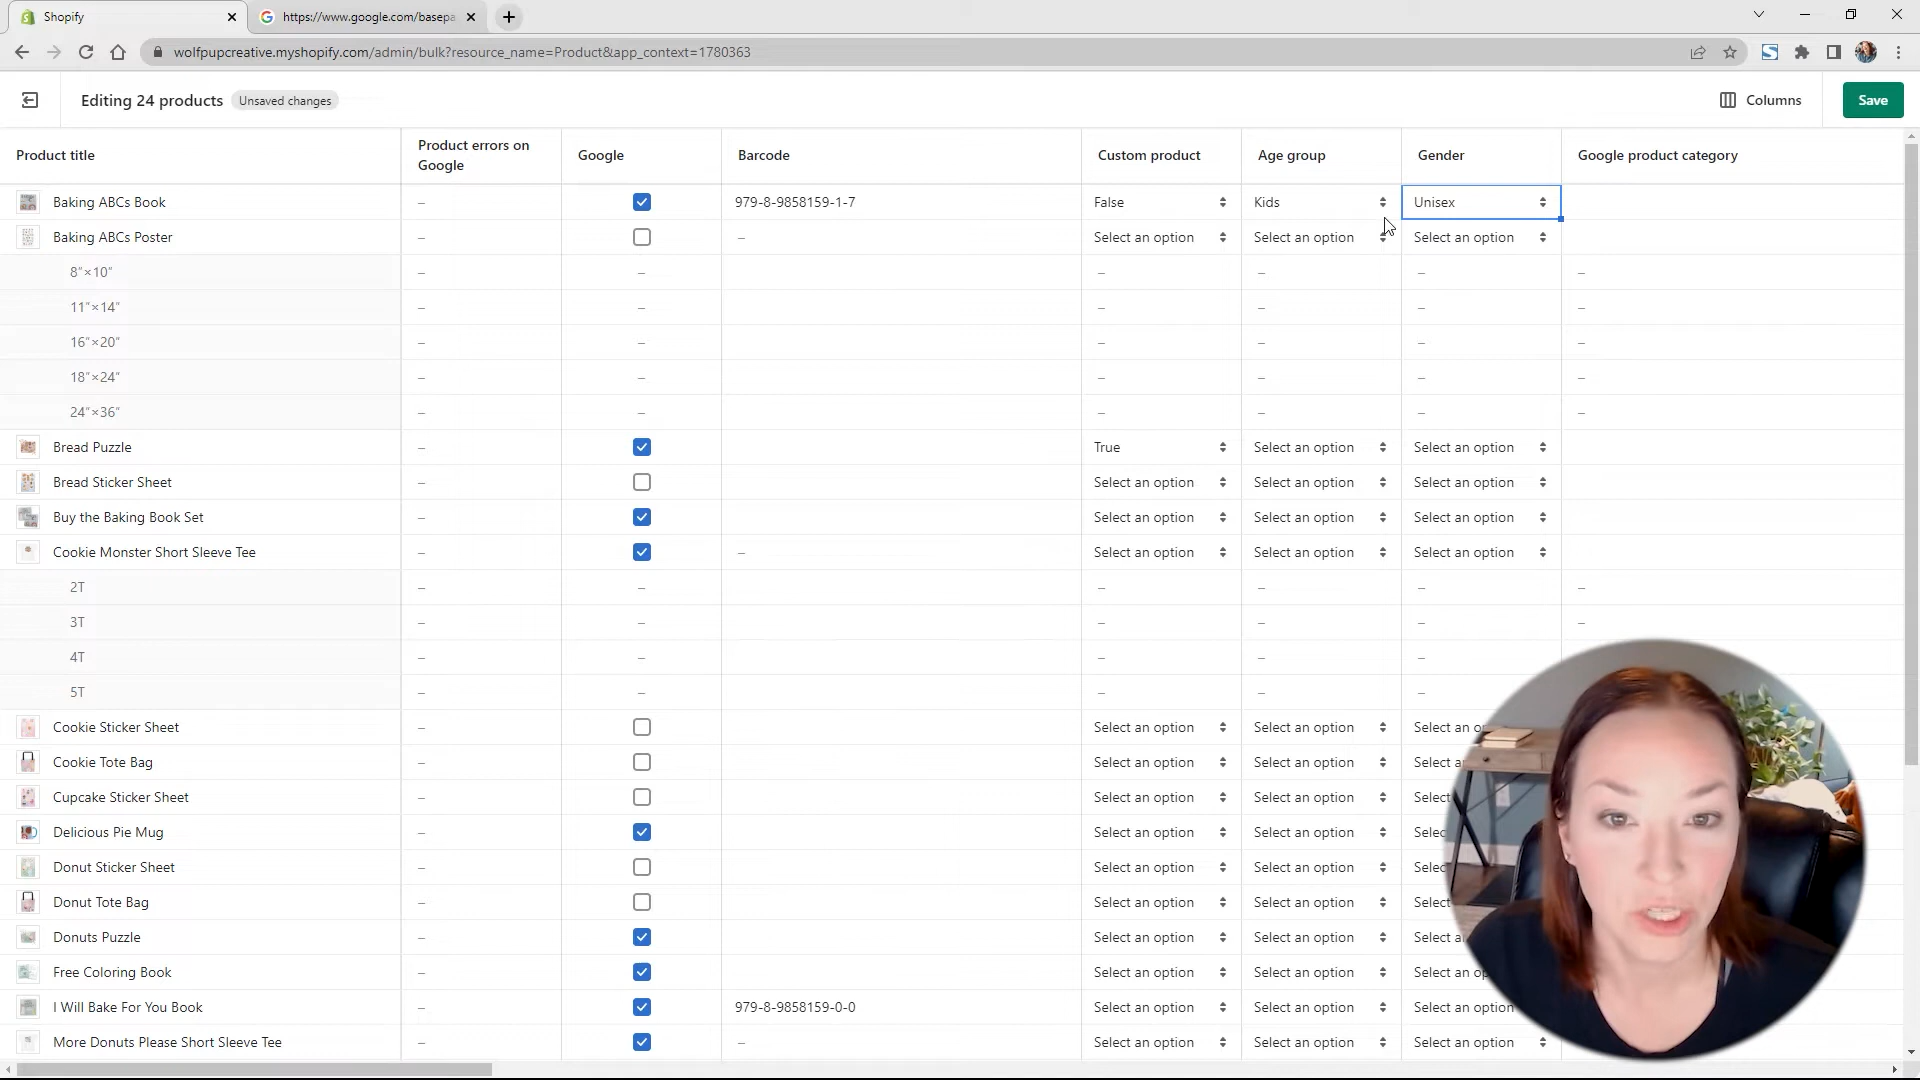 Shopify
https://www.google.com/basepa
wolfpupcreative.myshopify.com/admin/bulk?resource_name=Product&app_context=1780363
Editing 24 products Unsaved changes Columns Save
Product title Product errors on Google Google Barcode Custom product Age group Gender Google product category
Baking ABCs Book – 979-8-9858159-1-7 False Kids Unisex
Baking ABCs Poster – – Select an option Select an option Select an option
8"×10" – – – – – –
11"×14" – – – – – –
16"×20" – – – – – –
18"×24" – – – – – –
24"×36" – – – – – –
Bread Puzzle – True Select an option Select an option
Bread Sticker Sheet – Select an option Select an option Select an option
Buy the Baking Book Set – Select an option Select an option Select an option
Cookie Monster Short Sleeve Tee – – Select an option Select an option Select an option
2T – – – – – –
3T – – – – – –
4T – – – – –
5T – – – – –
Cookie Sticker Sheet – Select an option Select an option Select an o
Cookie Tote Bag – Select an option Select an option Select a
Cupcake Sticker Sheet – Select an option Select an option Select
Delicious Pie Mug – Select an option Select an option Selec
Donut Sticker Sheet – Select an option Select an option Selec
Donut Tote Bag – Select an option Select an option Select
Donuts Puzzle – Select an option Select an option Select a
Free Coloring Book – Select an option Select an option Select an op
I Will Bake For You Book – 979-8-9858159-0-0 Select an option Select an option Select an option
More Donuts Please Short Sleeve Tee – – Select an option Select an option Select an option